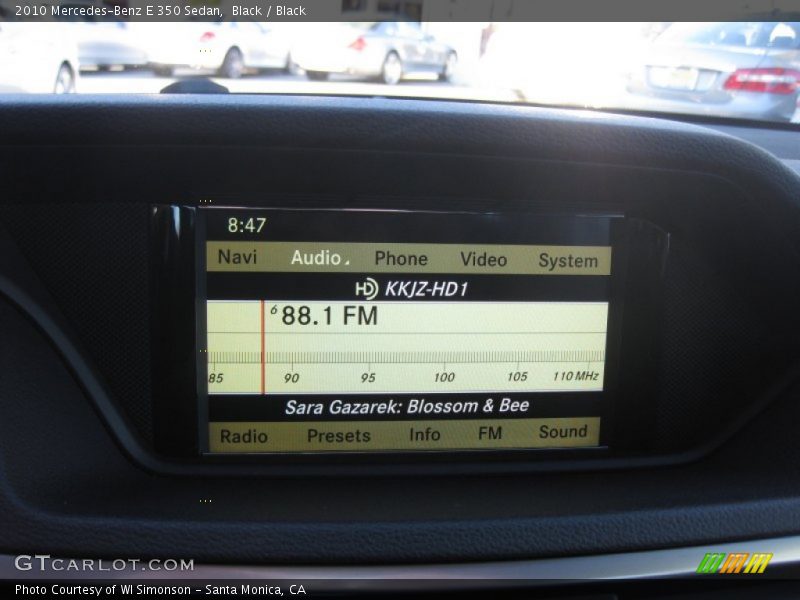 2010 Mercedes-Benz E 350 Sedan, Black / Black
8:47
Navi Audio Phone Video System
HD KKJZ-HD1
6 88.1 FM
85 90 95 100 105 110 MHz
Sara Gazarek: Blossom & Bee
Radio Presets Info FM Sound
GTCARLOT.COM
Photo Courtesy of WI Simonson - Santa Monica, CA